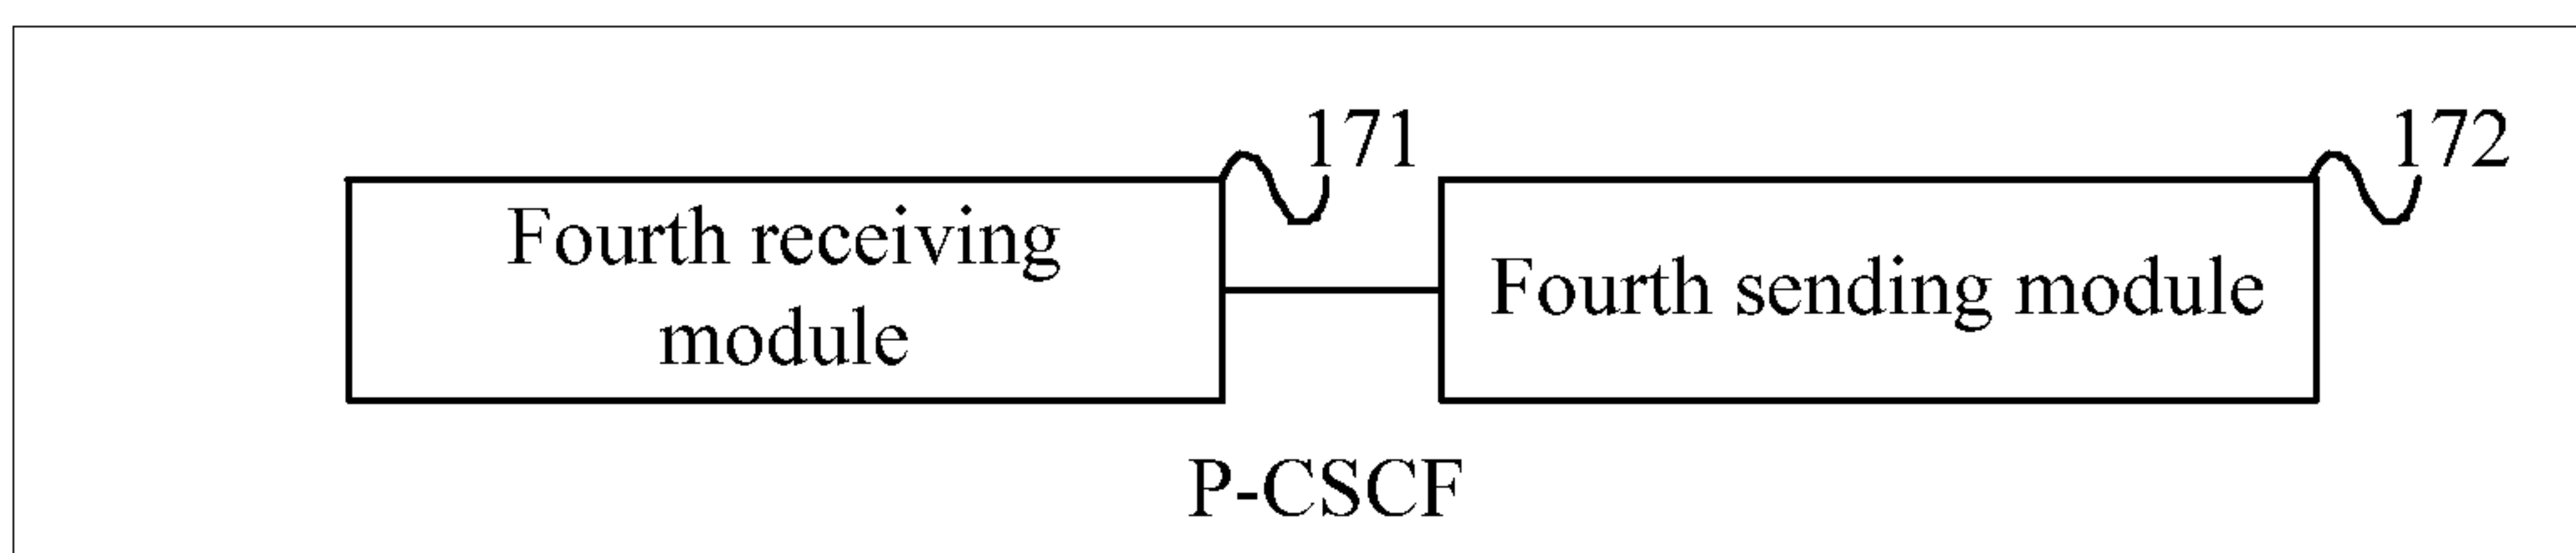 171
172
Fourth receiving
module
Fourth sending module
P-CSCF